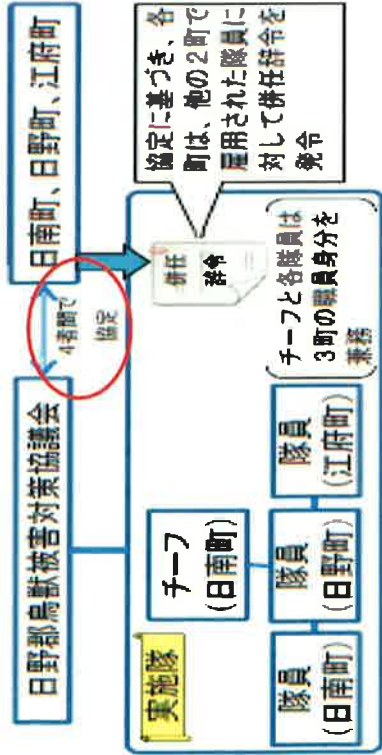 日野郡鳥獣被害対策協議会
4者間で
協定
日南町、日野町、江府町
実施隊
チーフ
(日南町)
隊員
(日南町)
隊員
(日野町)
隊員
(江府町)
併任
辞令
協定に基づき、各
町は、他の2町で
雇用された隊員に
対して併任辞令を
発令
チーフと各隊員は
3町の職員身分を
兼務